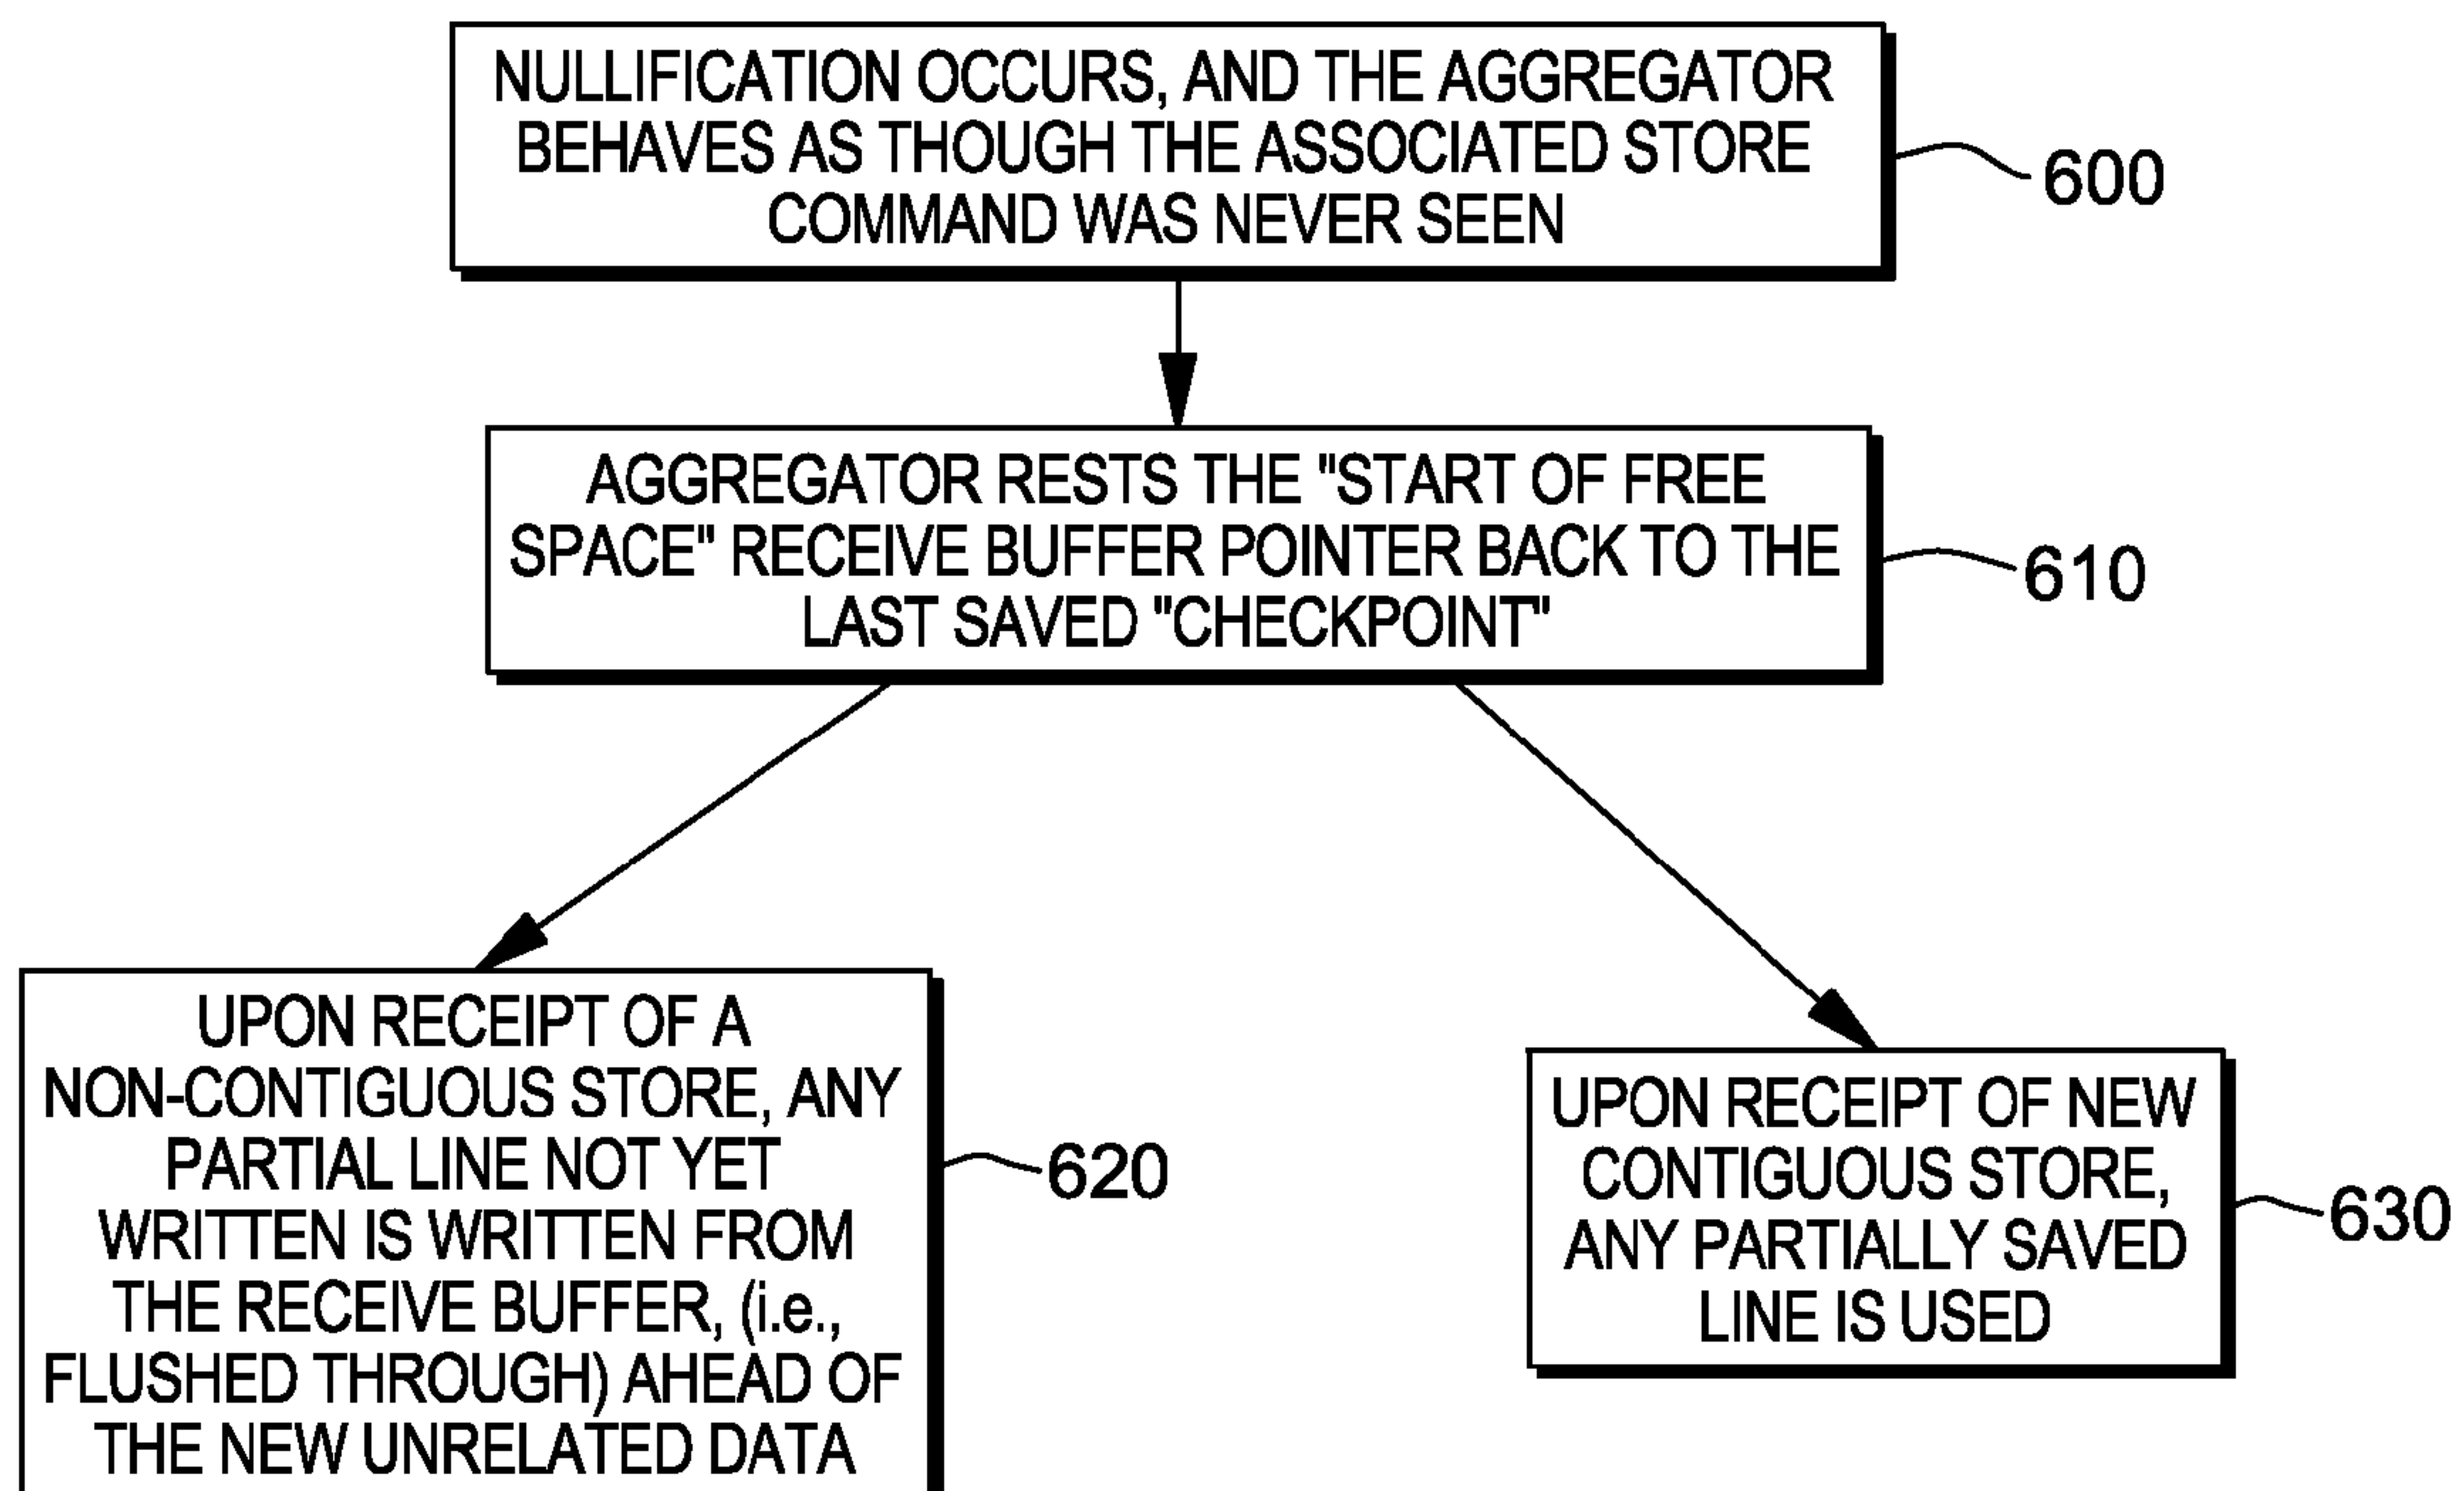 NULLIFICATION OCCURS, AND THE AGGREGATOR
BEHAVES AS THOUGH THE ASSOCIATED STORE
COMMAND WAS NEVER SEEN
600
AGGREGATOR RESTS THE "START OF FREE
SPACE" RECEIVE BUFFER POINTER BACK TO THE
LAST SAVED "CHECKPOINT"
610
UPON RECEIPT OF A
NON-CONTIGUOUS STORE, ANY
PARTIAL LINE NOT YET
WRITTEN IS WRITTEN FROM
THE RECEIVE BUFFER, (i.e.,
FLUSHED THROUGH) AHEAD OF
THE NEW UNRELATED DATA
620
UPON RECEIPT OF NEW
CONTIGUOUS STORE,
ANY PARTIALLY SAVED
LINE IS USED
630